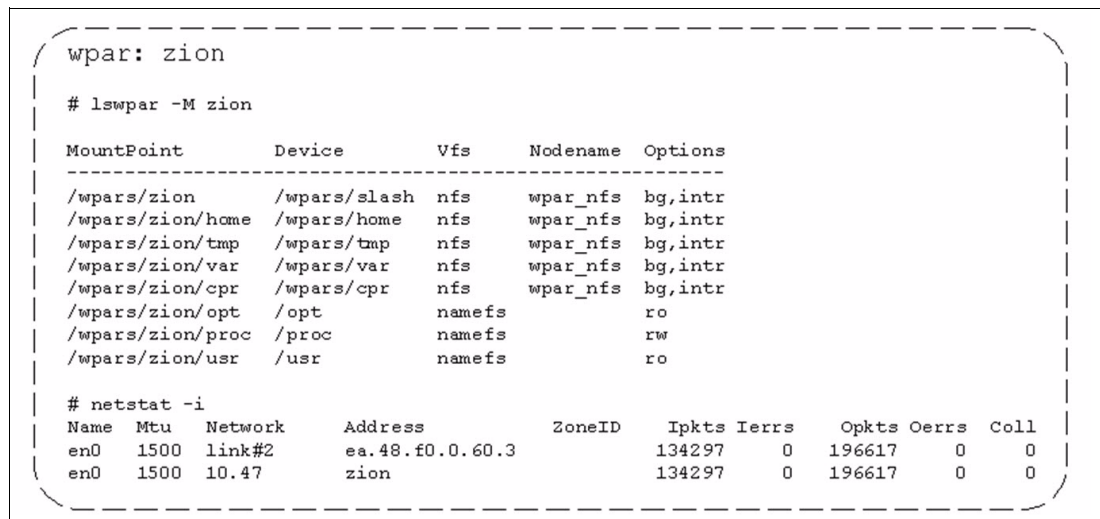 wpar: zion
# lswpar -M zion
MountPoint Device Vfs Nodename Options
------------------------------------------------------------
/wpars/zion /wpars/slash nfs wpar_nfs bg,intr
/wpars/zion/home /wpars/home nfs wpar_nfs bg,intr
/wpars/zion/tmp /wpars/tmp nfs wpar_nfs bg,intr
/wpars/zion/var /wpars/var nfs wpar_nfs bg,intr
/wpars/zion/cpr /wpars/cpr nfs wpar_nfs bg,intr
/wpars/zion/opt /opt namefs ro
/wpars/zion/proc /proc namefs rw
/wpars/zion/usr /usr namefs ro
# netstat -i
Name Mtu Network Address ZoneID Ipkts Ierrs Opkts Oerrs Coll
en0 1500 link#2 ea.48.f0.0.60.3 134297 0 196617 0 0
en0 1500 10.47 zion 134297 0 196617 0 0